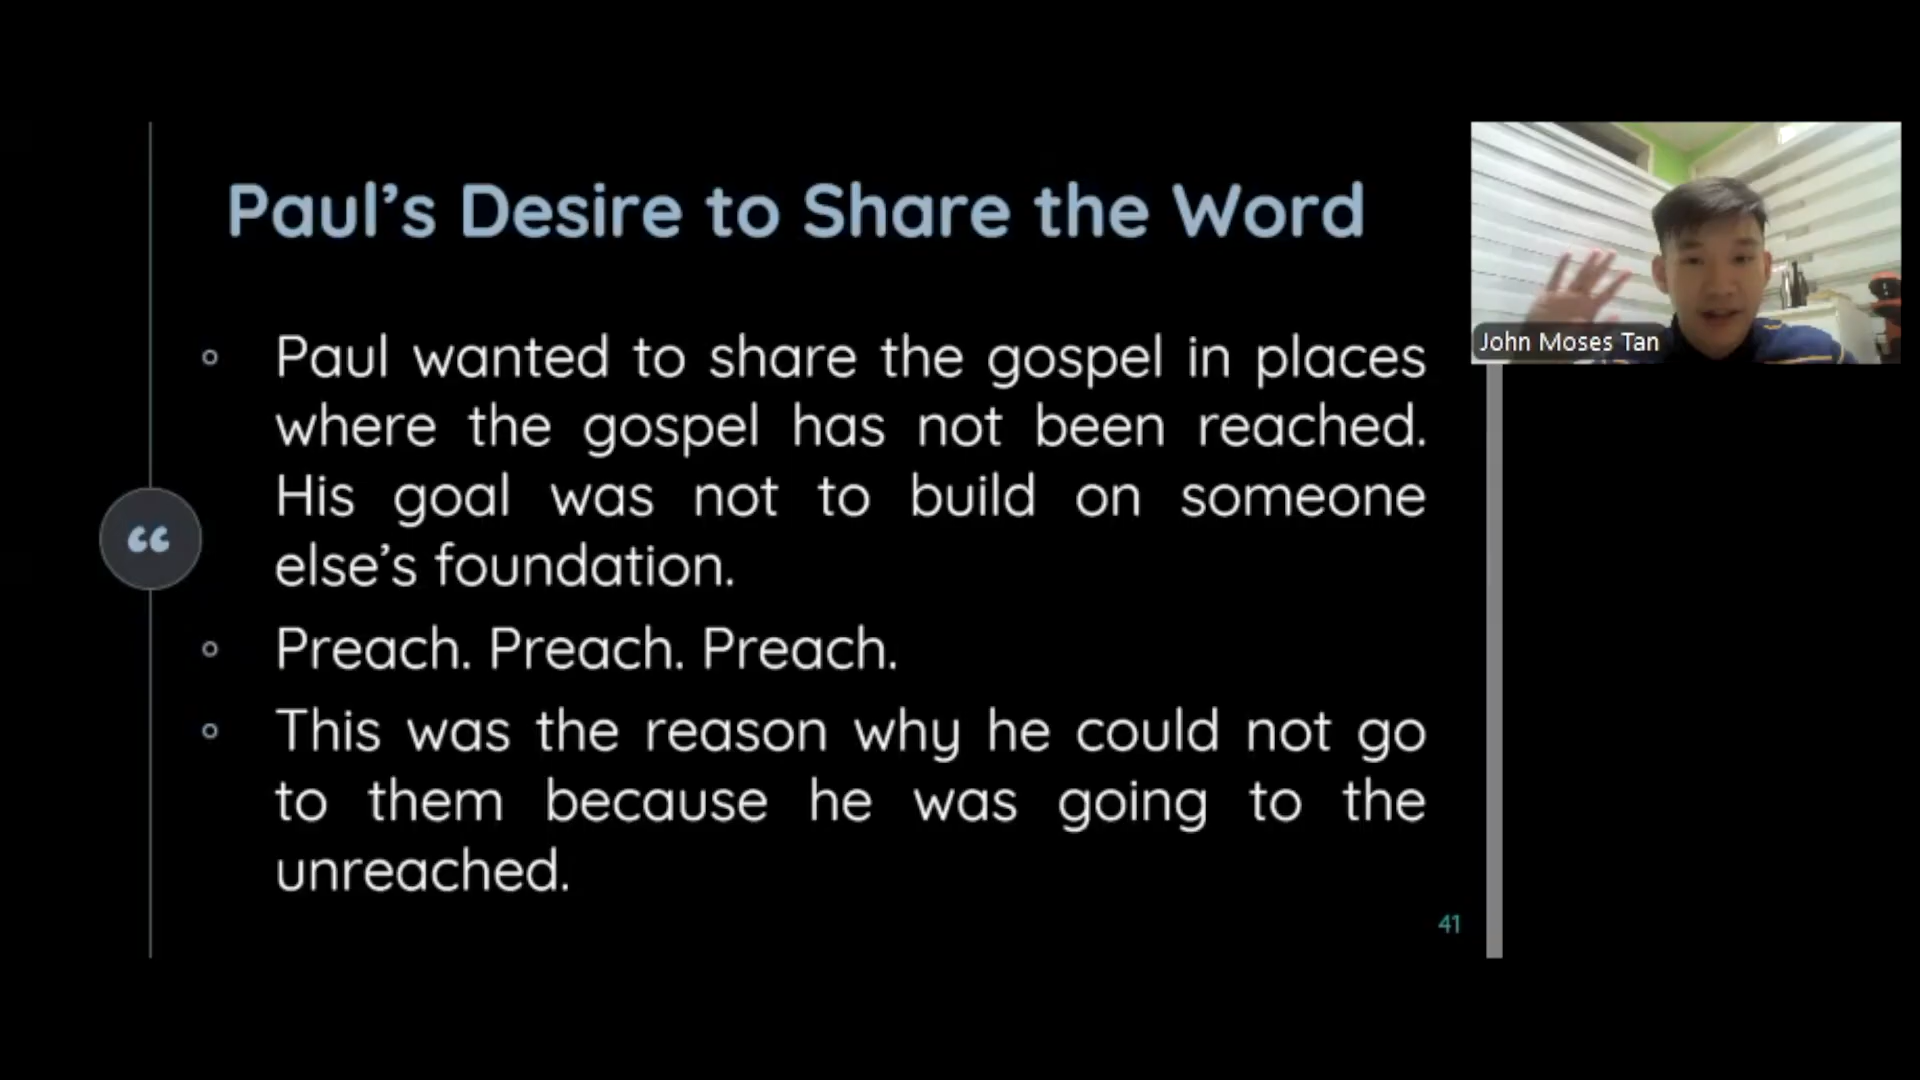 Paul’s Desire to Share the Word
Paul wanted to share the gospel in places
where the gospel has not been reached.
His goal was not to build on someone
else’s foundation.
Preach. Preach. Preach.
This was the reason why he could not go
to them because he was going to the
unreached.
41
John Moses Tan